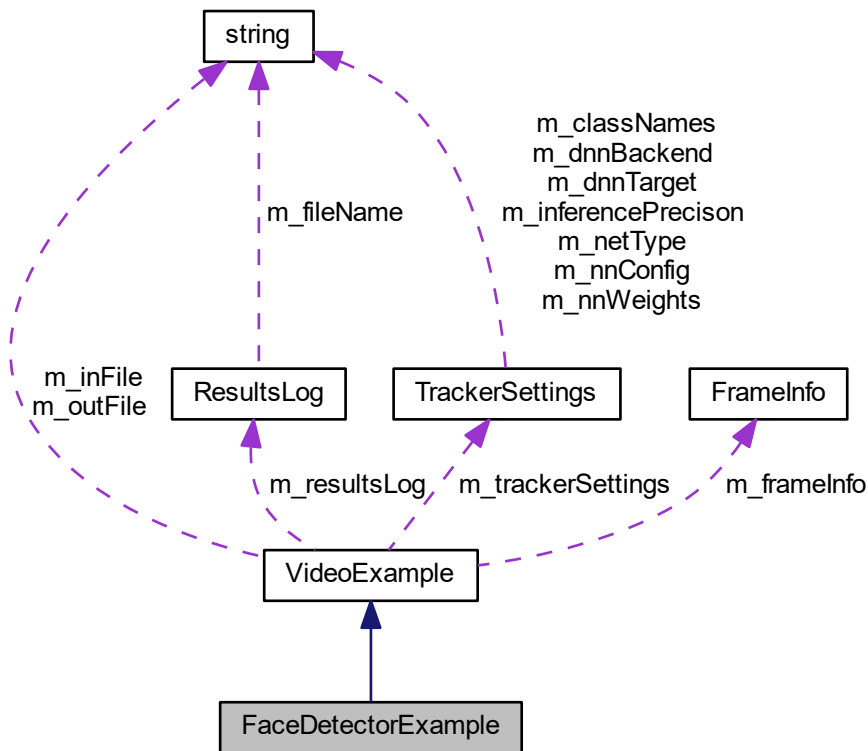 string
m_classNames
m_dnnBackend
m_dnnTarget
m_inferencePrecison
m_netType
m_nnConfig
m_nnWeights
m_fileName
m_inFile
m_outFile
ResultsLog
TrackerSettings
FrameInfo
m_resultsLog
m_trackerSettings
m_frameInfo
VideoExample
FaceDetectorExample